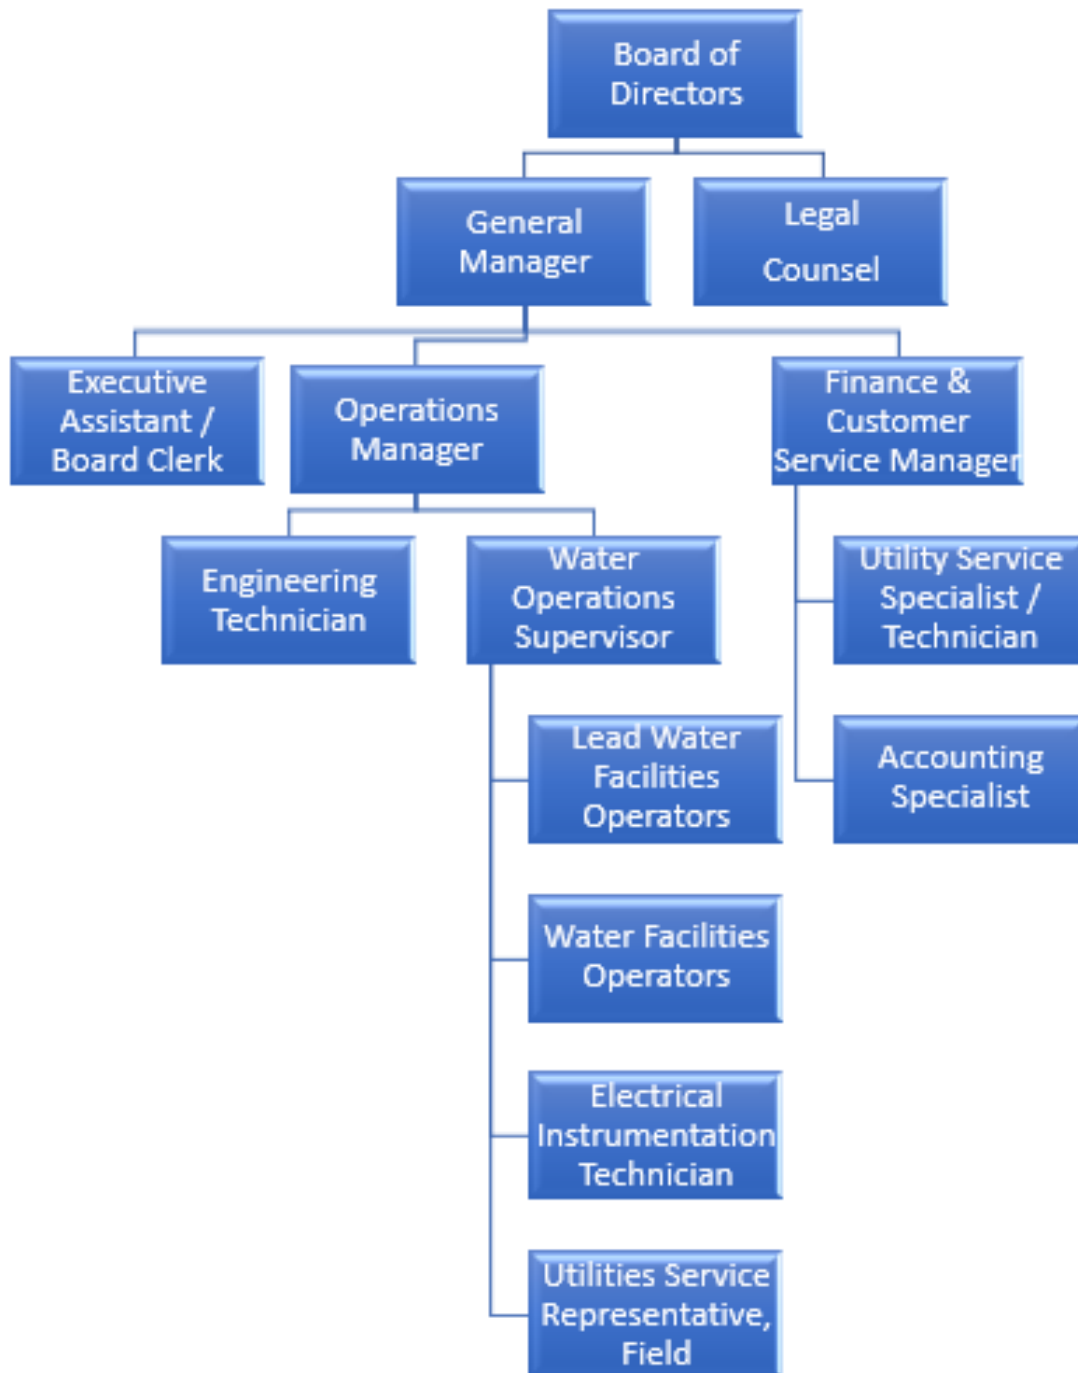 Board of
Directors
General
Manager
Legal
Counsel
Executive
Assistant /
Board Clerk
Operations
Manager
Finance &
Customer
Service Manager
Engineering
Technician
Water
Operations
Supervisor
Utility Service
Specialist /
Technician
Lead Water
Facilities
Operators
Accounting
Specialist
Water Facilities
Operators
Electrical
Instrumentation
Technician
Utilities Service
Representative,
Field